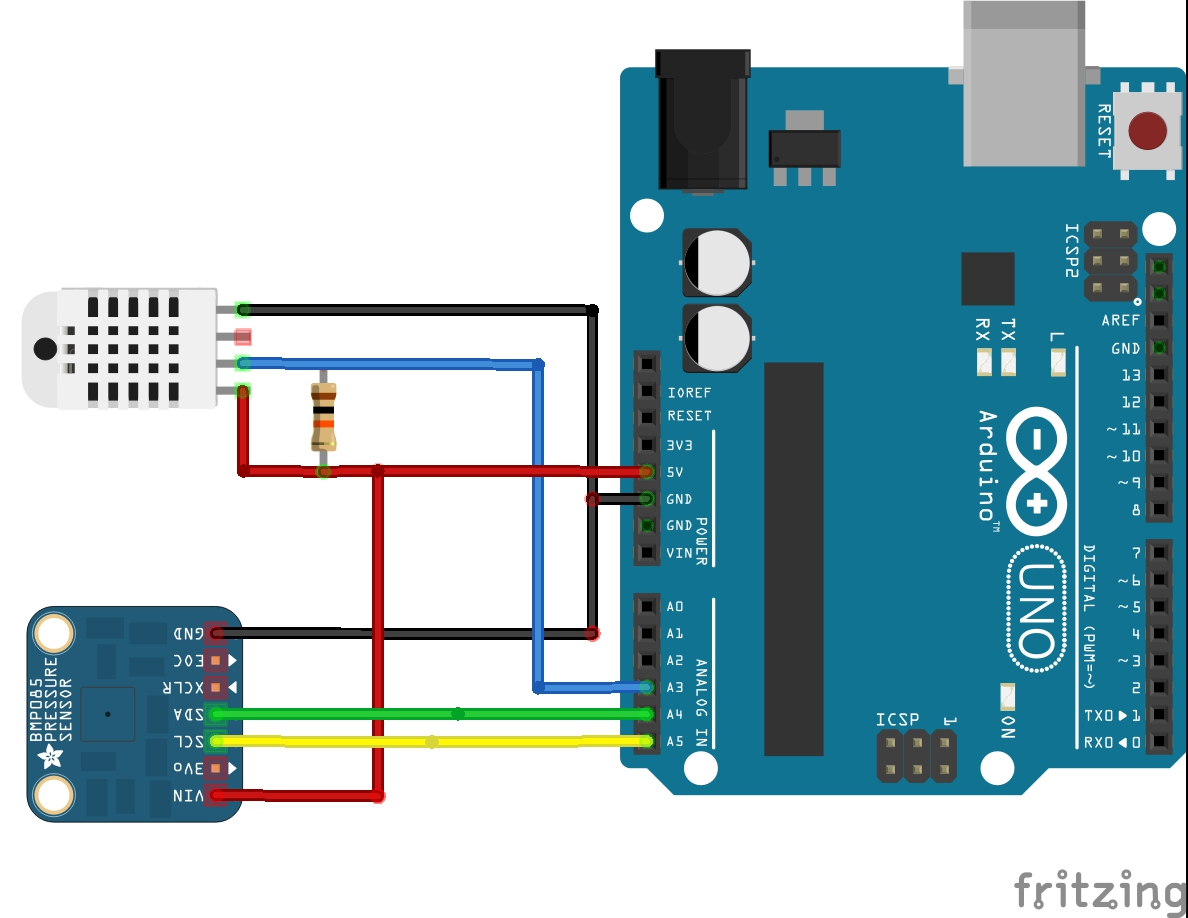 RESET
ICSP2
AREF
GND
13
12
~11
~10
~9
8
RX
TX
L
IOREF
RESET
3V3
5V
GND
GND
VIN
POWER
Arduino™
UNO
7
~6
~5
4
~3
2
TX0▶1
RX0◀0
DIGITAL (PWM=~)
A0
A1
A2
A3
A4
A5
ANALOG IN
ICSP
1
ON
BMP085
PRESSURE
SENSOR
GND
EOC
XCLR
SDA
SCL
3Vo
VIN
fritzing